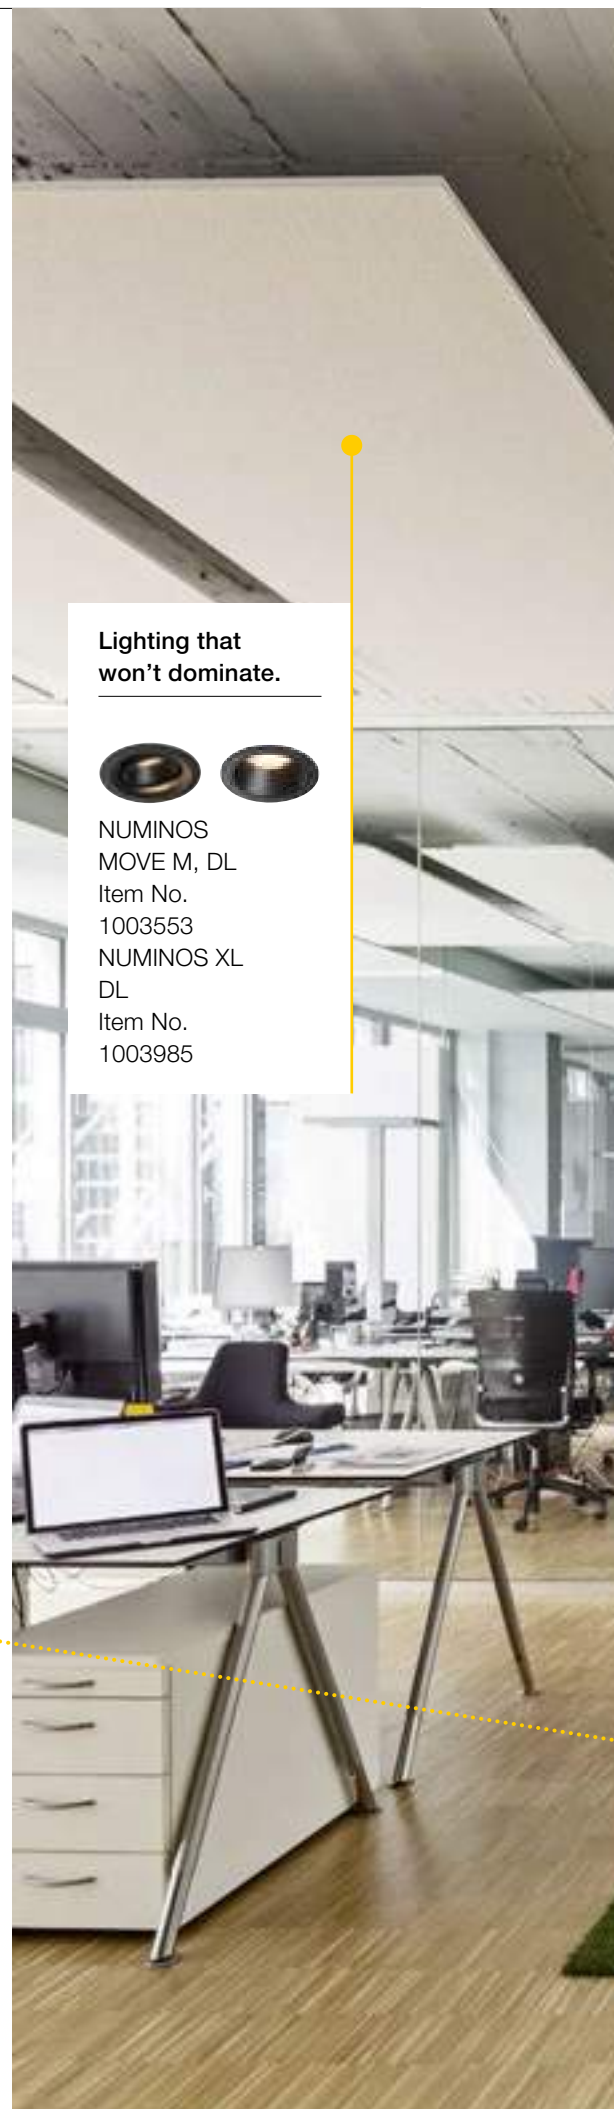 Lighting that
won’t dominate.
NUMINOS
MOVE M, DL
Item No.
1003553
NUMINOS XL
DL
Item No.
1003985